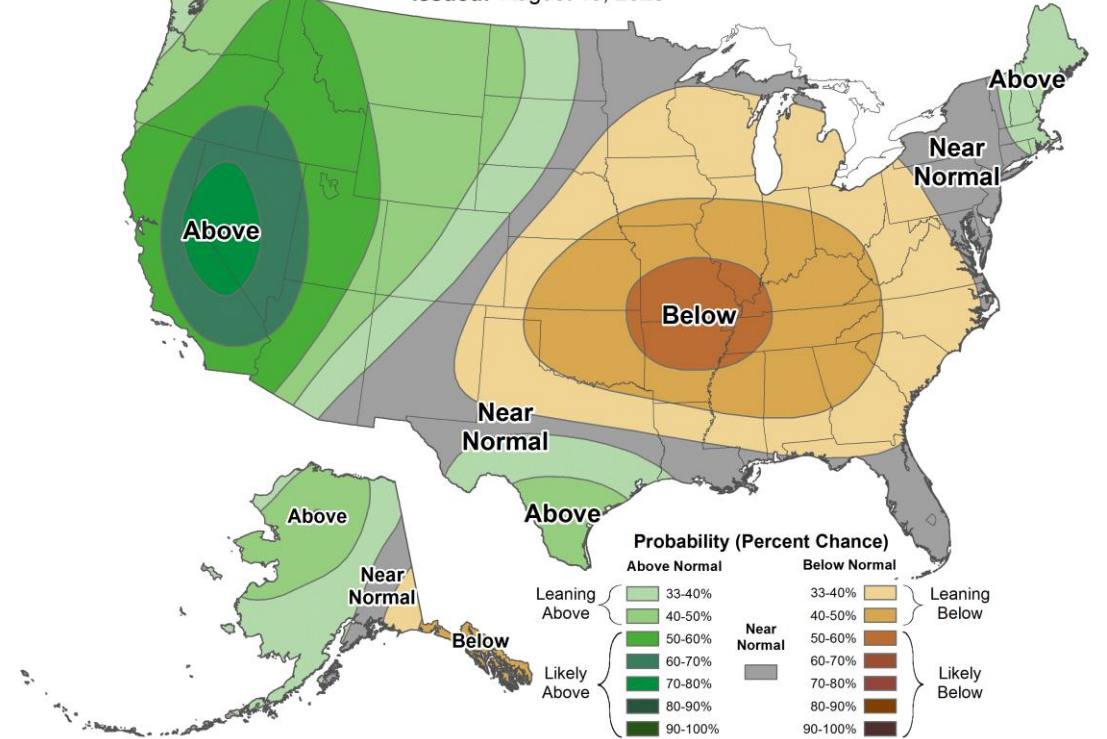 Above
Near
Normal
Above
Below
Near
Normal
Above
Above
Near
Normal
Below
Probability (Percent Chance)
Above Normal
Below Normal
Leaning
Above
33-40%
40-50%
50-60%
60-70%
70-80%
80-90%
90-100%
Likely
Above
Near
Normal
33-40%
40-50%
50-60%
60-70%
70-80%
80-90%
90-100%
Leaning
Below
Likely
Below